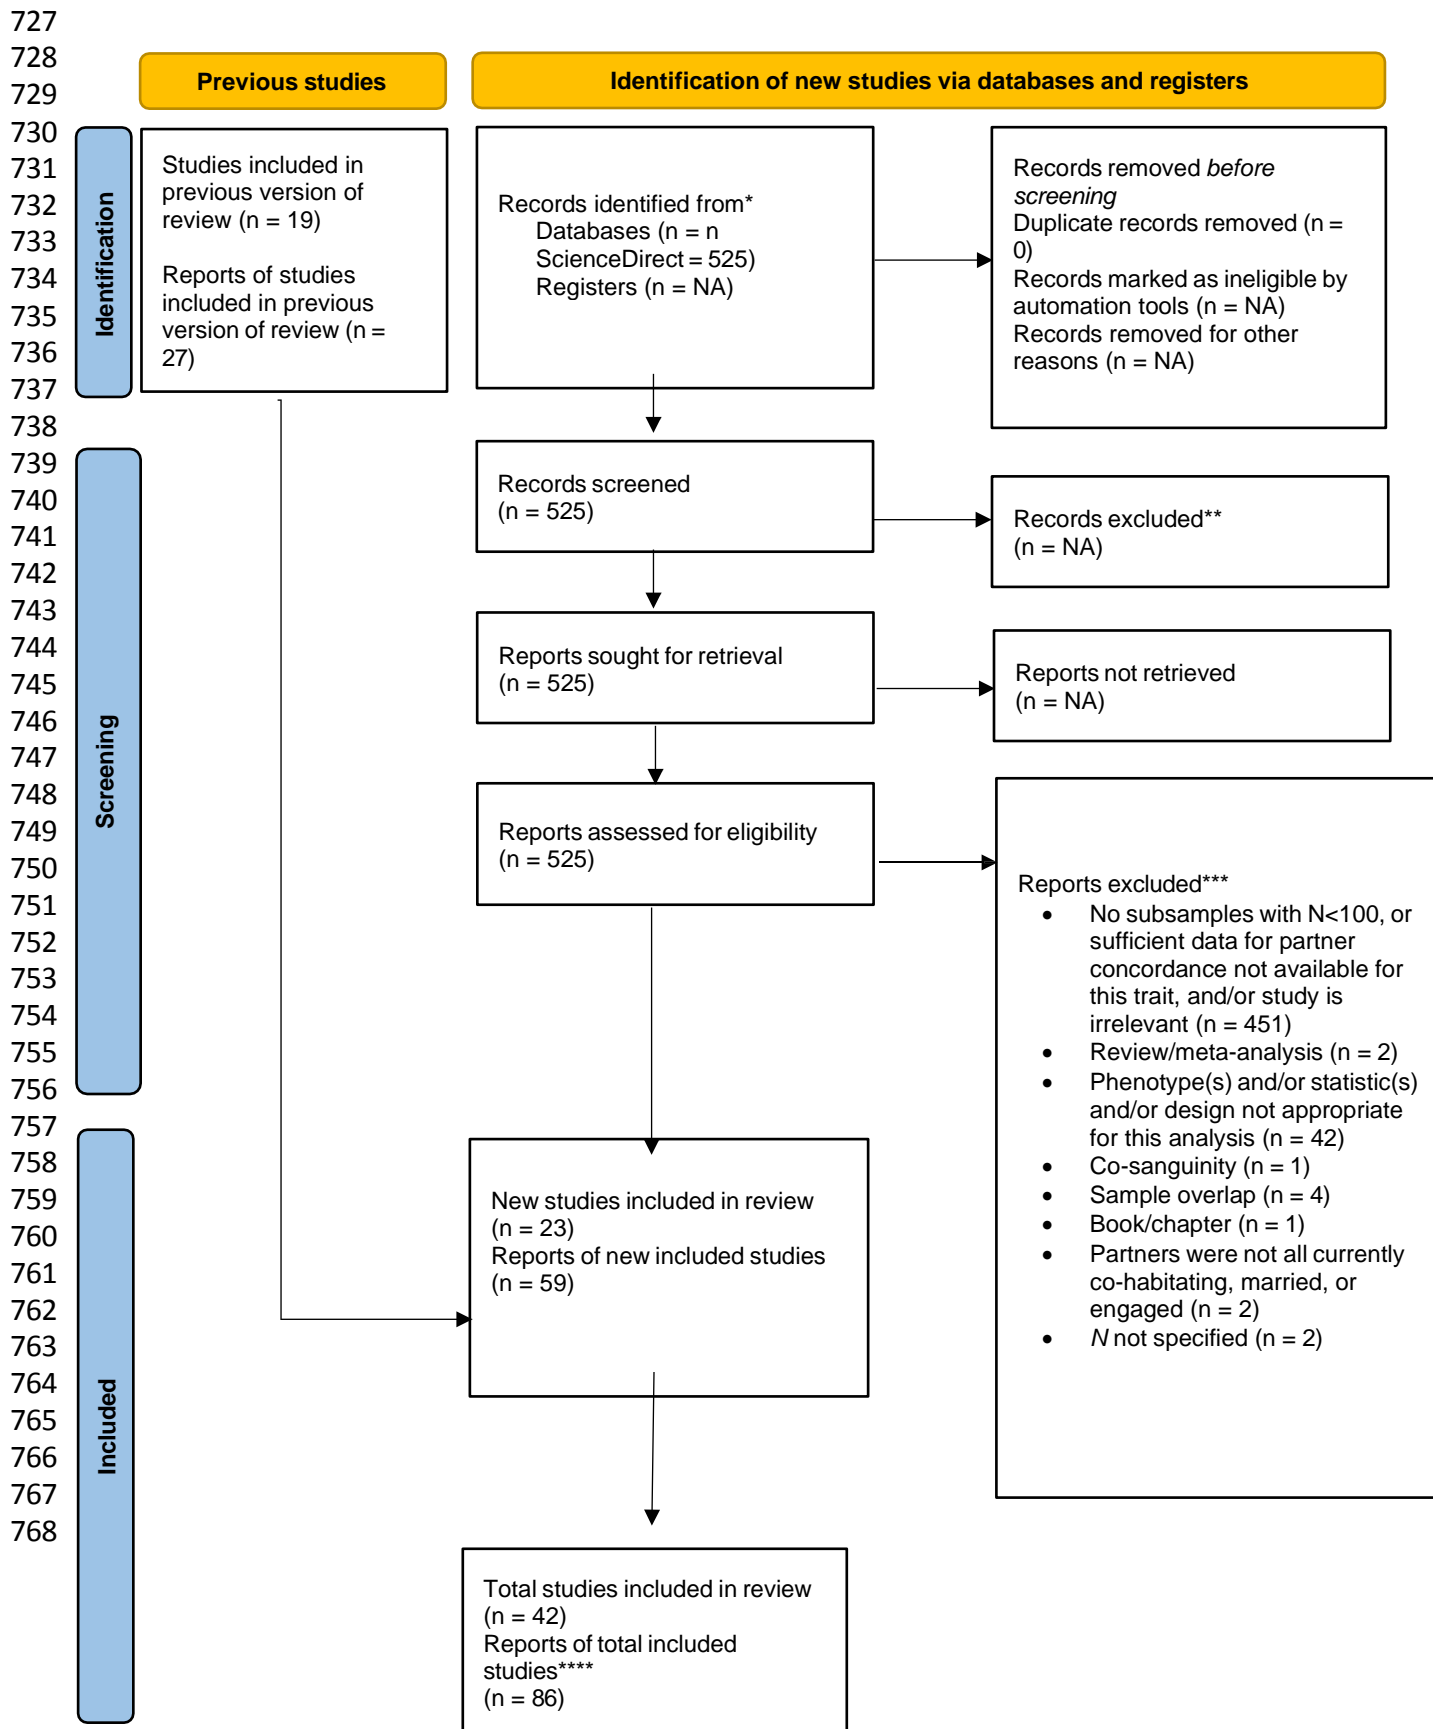 727
728
729
730
731
732
733
734
735
736
737
738
739
740
741
742
743
744
745
746
747
748
749
750
751
752
753
754
755
756
757
758
759
760
761
762
763
764
765
766
767
768
Previous studies
Identification of new studies via databases and registers
Identification
Studies included in
previous version of
review (n = 19)
Reports of studies
included in previous
version of review (n =
27)
Records identified from*
Databases (n = n
ScienceDirect = 525)
Registers (n = NA)
Records removed before
screening
Duplicate records removed (n =
0)
Records marked as ineligible by
automation tools (n = NA)
Records removed for other
reasons (n = NA)
Screening
Records screened
(n = 525)
Records excluded**
(n = NA)
Reports sought for retrieval
(n = 525)
Reports not retrieved
(n = NA)
Reports assessed for eligibility
(n = 525)
Reports excluded***
• No subsamples with N<100, or
sufficient data for partner
concordance not available for
this trait, and/or study is
irrelevant (n = 451)
• Review/meta-analysis (n = 2)
• Phenotype(s) and/or statistic(s)
and/or design not appropriate
for this analysis (n = 42)
• Co-sanguinity (n = 1)
• Sample overlap (n = 4)
• Book/chapter (n = 1)
• Partners were not all currently
co-habitating, married, or
engaged (n = 2)
• N not specified (n = 2)
Included
New studies included in review
(n = 23)
Reports of new included studies
(n = 59)
Total studies included in review
(n = 42)
Reports of total included
studies****
(n = 86)